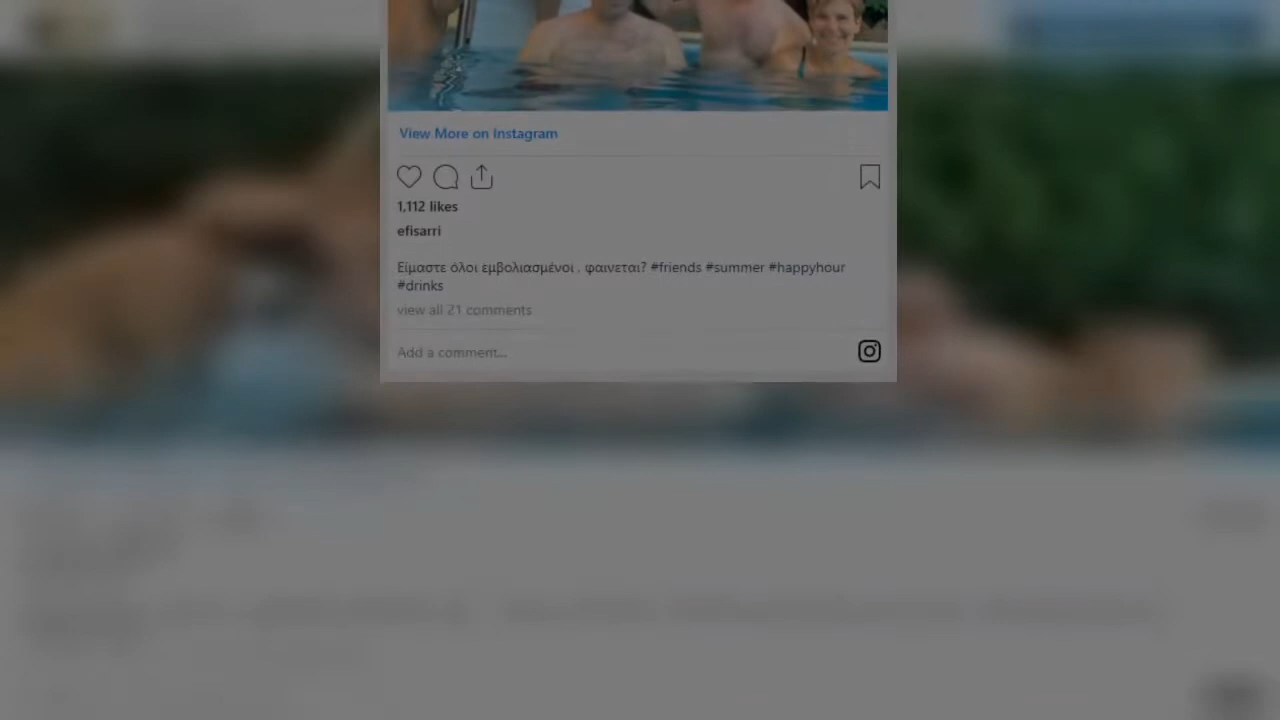 View More on Instagram
1,112 likes
efisarri
Είμαστε όλοι εμβολιασμένοι , φαινεται? #friends #summer #happyhour
#drinks
view all 21 comments
Add a comment...